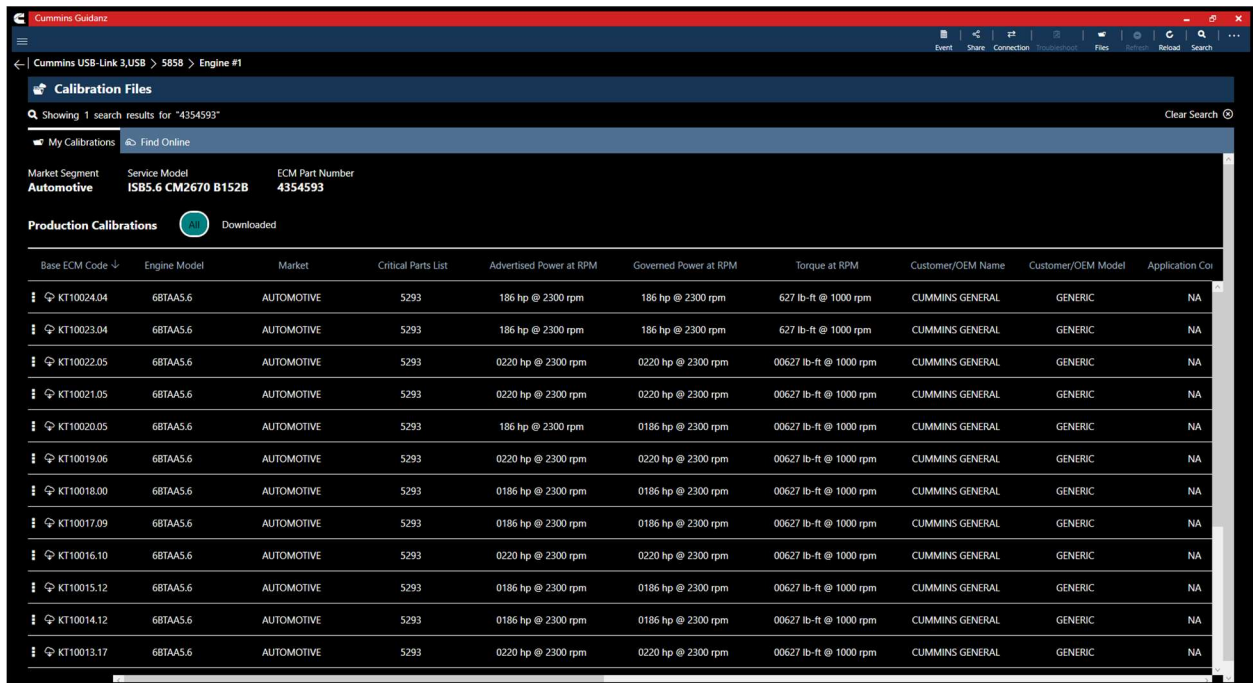 Cummins Guidanz
Event Share Connection Troubleshoot Files Refresh Reload Search
Cummins USB-Link 3,USB > 5858 > Engine #1
Calibration Files
Showing 1 search results for "4354593" Clear Search
My Calibrations Find Online
Market Segment Service Model ECM Part Number
Automotive ISB5.6 CM2670 B152B 4354593
Production Calibrations All Downloaded
Base ECM Code Engine Model Market Critical Parts List Advertised Power at RPM Governed Power at RPM Torque at RPM Customer/OEM Name Customer/OEM Model Application Cor
KT10024.04 6BTAA5.6 AUTOMOTIVE 5293 186 hp @ 2300 rpm 186 hp @ 2300 rpm 627 lb-ft @ 1000 rpm CUMMINS GENERAL GENERIC NA
KT10023.04 6BTAA5.6 AUTOMOTIVE 5293 186 hp @ 2300 rpm 186 hp @ 2300 rpm 627 lb-ft @ 1000 rpm CUMMINS GENERAL GENERIC NA
KT10022.05 6BTAA5.6 AUTOMOTIVE 5293 0220 hp @ 2300 rpm 0220 hp @ 2300 rpm 00627 lb-ft @ 1000 rpm CUMMINS GENERAL GENERIC NA
KT10021.05 6BTAA5.6 AUTOMOTIVE 5293 0220 hp @ 2300 rpm 0220 hp @ 2300 rpm 00627 lb-ft @ 1000 rpm CUMMINS GENERAL GENERIC NA
KT10020.05 6BTAA5.6 AUTOMOTIVE 5293 186 hp @ 2300 rpm 0186 hp @ 2300 rpm 00627 lb-ft @ 1000 rpm CUMMINS GENERAL GENERIC NA
KT10019.06 6BTAA5.6 AUTOMOTIVE 5293 0220 hp @ 2300 rpm 0220 hp @ 2300 rpm 00627 lb-ft @ 1000 rpm CUMMINS GENERAL GENERIC NA
KT10018.00 6BTAA5.6 AUTOMOTIVE 5293 0186 hp @ 2300 rpm 0186 hp @ 2300 rpm 00627 lb-ft @ 1000 rpm CUMMINS GENERAL GENERIC NA
KT10017.09 6BTAA5.6 AUTOMOTIVE 5293 0186 hp @ 2300 rpm 0186 hp @ 2300 rpm 00627 lb-ft @ 1000 rpm CUMMINS GENERAL GENERIC NA
KT10016.10 6BTAA5.6 AUTOMOTIVE 5293 0220 hp @ 2300 rpm 0220 hp @ 2300 rpm 00627 lb-ft @ 1000 rpm CUMMINS GENERAL GENERIC NA
KT10015.12 6BTAA5.6 AUTOMOTIVE 5293 0186 hp @ 2300 rpm 0186 hp @ 2300 rpm 00627 lb-ft @ 1000 rpm CUMMINS GENERAL GENERIC NA
KT10014.12 6BTAA5.6 AUTOMOTIVE 5293 0186 hp @ 2300 rpm 0186 hp @ 2300 rpm 00627 lb-ft @ 1000 rpm CUMMINS GENERAL GENERIC NA
KT10013.17 6BTAA5.6 AUTOMOTIVE 5293 0220 hp @ 2300 rpm 0220 hp @ 2300 rpm 00627 lb-ft @ 1000 rpm CUMMINS GENERAL GENERIC NA